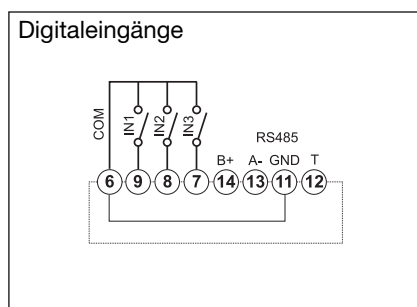 Digitaleingänge
COM
IN1
IN2
IN3
RS485
B+ A- GND T
6 9 8 7 14 13 11 12